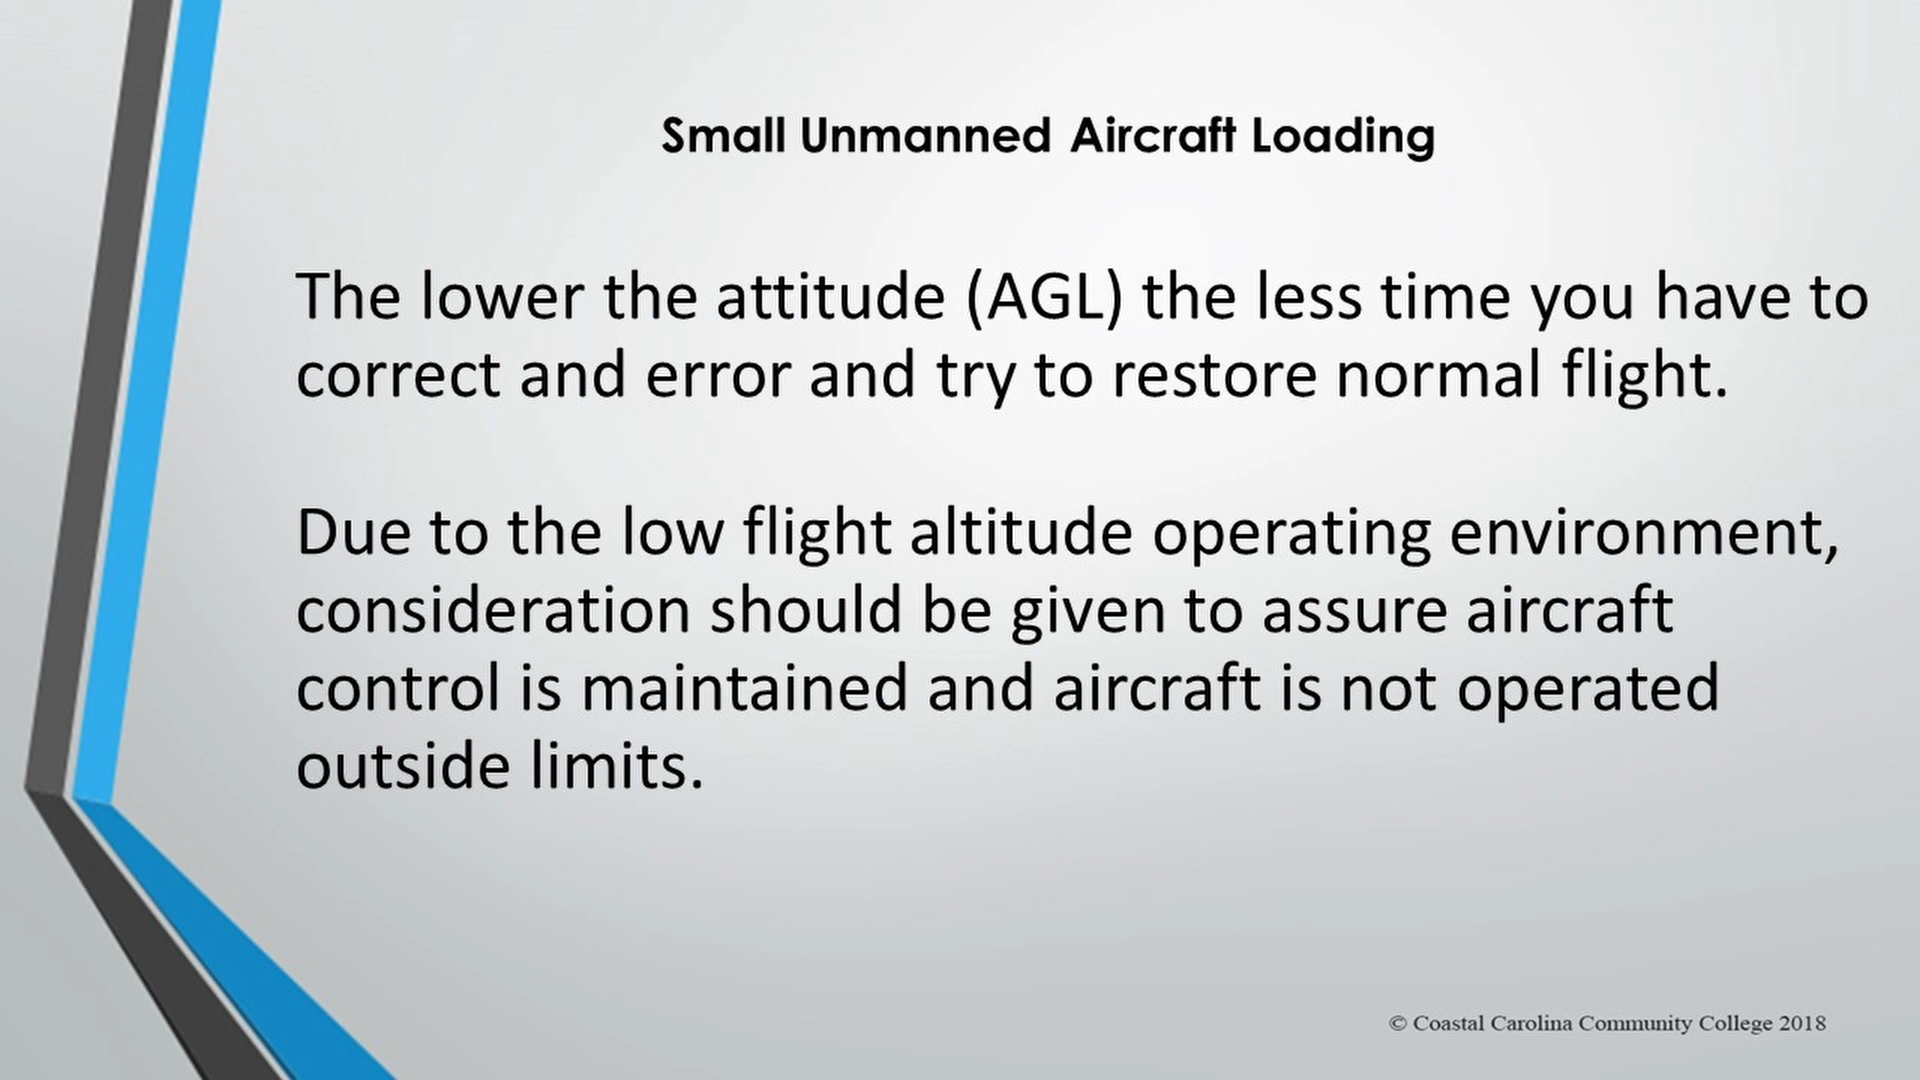 Small Unmanned Aircraft Loading
The lower the attitude (AGL) the less time you have to
correct and error and try to restore normal flight.
Due to the low flight altitude operating environment,
consideration should be given to assure aircraft
control is maintained and aircraft is not operated
outside limits.
© Coastal Carolina Community College 2018